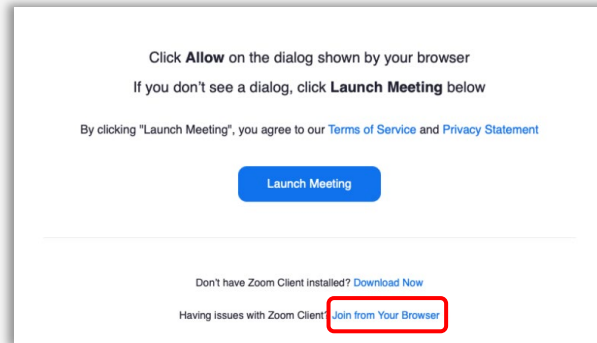 Click Allow on the dialog shown by your browser
If you don't see a dialog, click Launch Meeting below
By clicking "Launch Meeting", you agree to our Terms of Service and Privacy Statement
Launch Meeting
Don't have Zoom Client installed? Download Now
Having issues with Zoom Client? Join from Your Browser